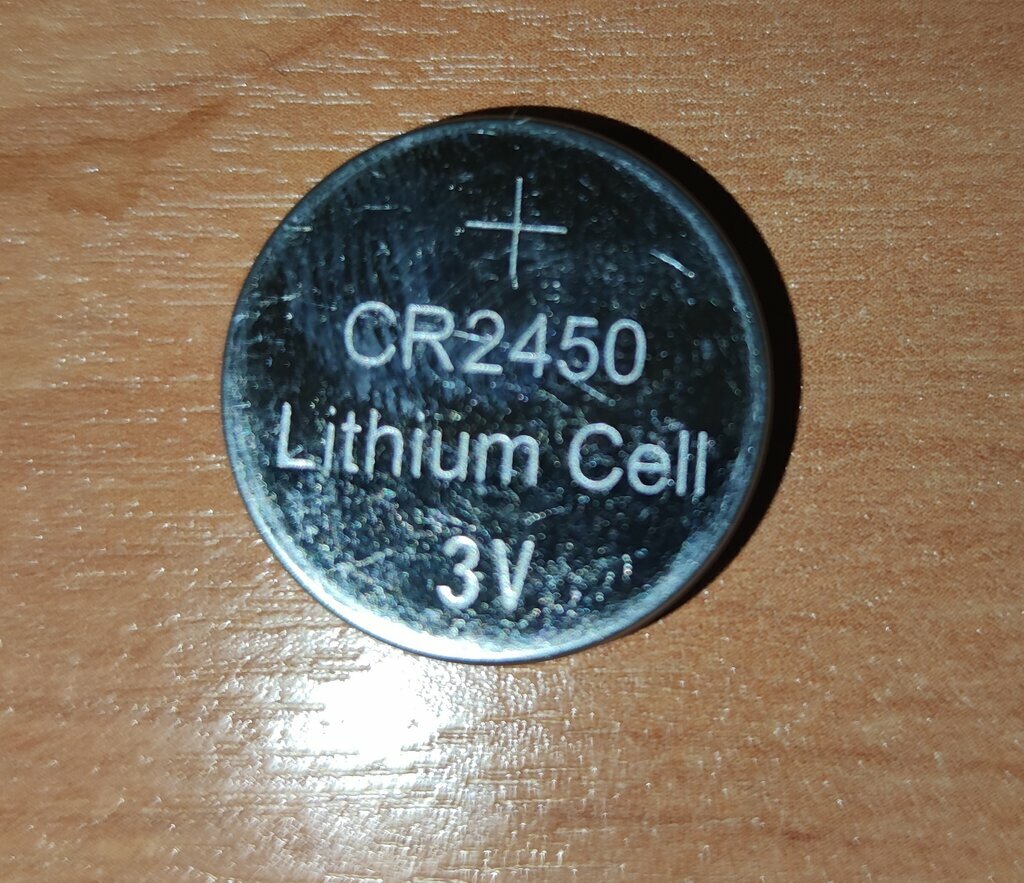 +
CR2450
Lithium Cell
3V